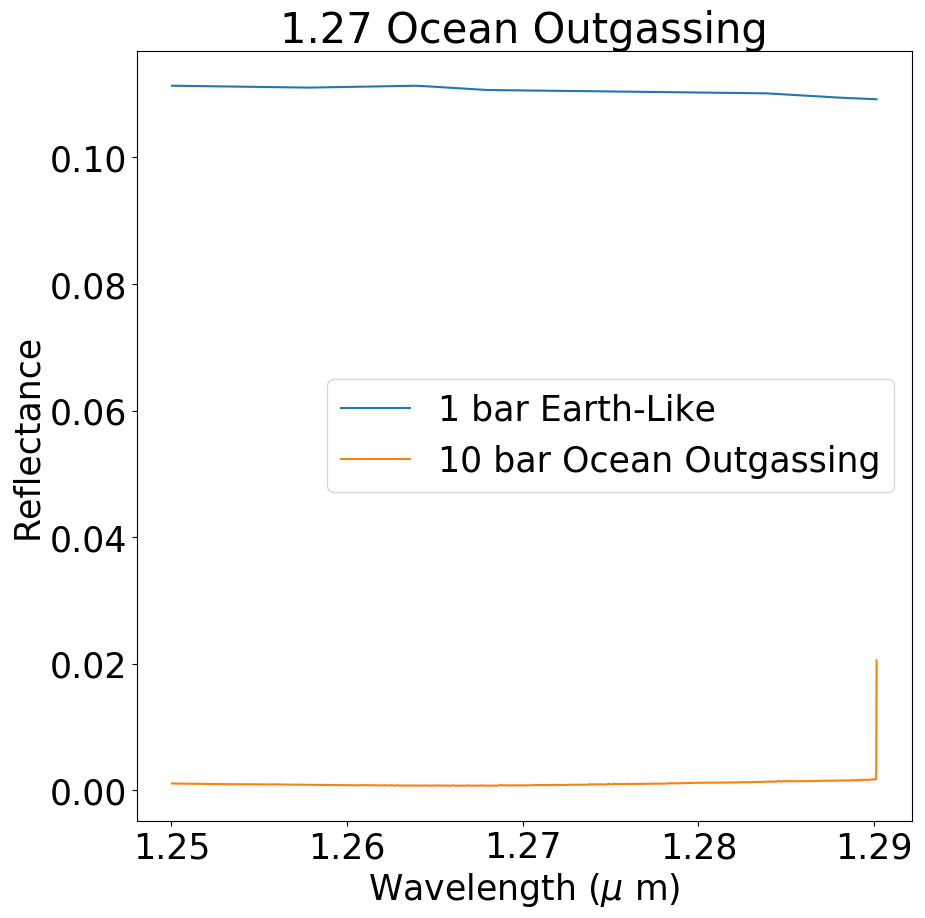 1.27 Ocean Outgassing
0.10
0.08
0.06
0.04
0.02
0.00
Reflectance
1 bar Earth-Like
10 bar Ocean Outgassing
1.25 1.26 1.27 1.28 1.29
Wavelength (μ m)